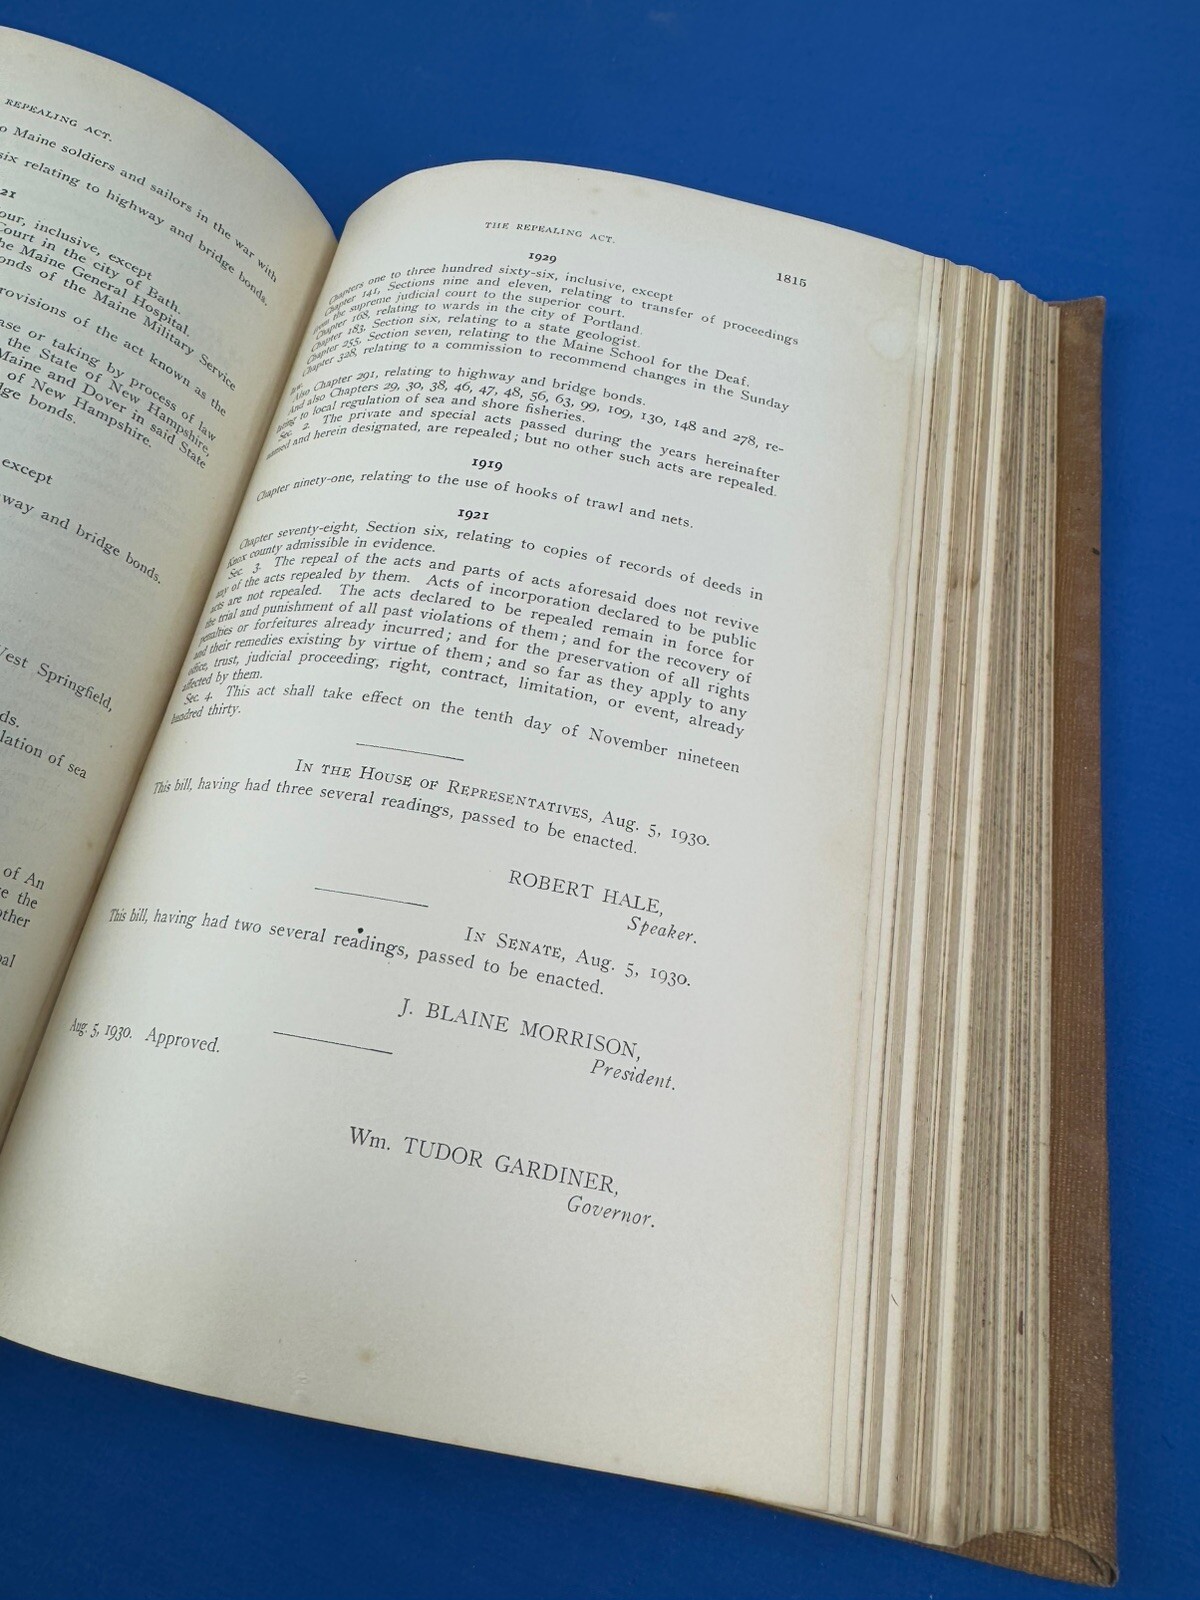 REPEALING ACT.
o Maine soldiers and sailors in the war with
six relating to highway and bridge bonds.
21
our, inclusive, except
Court in the city of Bath.
he Maine General Hospital.
onds of the Maine Military Service
rovisions of the act known as the
ase or taking by process of law
the State of New Hampshire,
Maine and Dover in said State
of New Hampshire.
dge bonds.
except
way and bridge bonds.
West Springfield,
ds.
lation of sea
of An
e the
other
pal
THE REPEALING ACT.
1815
1929
Chapters one to three hundred sixty-six, inclusive, except
Chapter 141, Sections nine and eleven, relating to transfer of proceedings
from the supreme judicial court to the superior court.
Chapter 168, relating to wards in the city of Portland.
Chapter 183, Section six, relating to a state geologist.
Chapter 255, Section seven, relating to the Maine School for the Deaf.
Chapter 328, relating to a commission to recommend changes in the Sunday
law.
Also Chapter 291, relating to highway and bridge bonds.
And also Chapters 29, 30, 38, 46, 47, 48, 56, 63, 99, 109, 130, 148 and 278, re-
lating to local regulation of sea and shore fisheries.
Sec. 2. The private and special acts passed during the years hereinafter
named and herein designated, are repealed; but no other such acts are repealed.
1919
Chapter ninety-one, relating to the use of hooks of trawl and nets.
1921
Chapter seventy-eight, Section six, relating to copies of records of deeds in
Knox county admissible in evidence.
Sec. 3. The repeal of the acts and parts of acts aforesaid does not revive
any of the acts repealed by them. Acts of incorporation declared to be public
acts are not repealed. The acts declared to be repealed remain in force for
the trial and punishment of all past violations of them; and for the recovery of
penalties or forfeitures already incurred; and for the preservation of all rights
and their remedies existing by virtue of them; and so far as they apply to any
office, trust, judicial proceeding, right, contract, limitation, or event, already
affected by them.
Sec. 4. This act shall take effect on the tenth day of November nineteen
hundred thirty.
IN THE HOUSE OF REPRESENTATIVES, Aug. 5, 1930.
This bill, having had three several readings, passed to be enacted.
ROBERT HALE,
Speaker.
IN SENATE, Aug. 5, 1930.
This bill, having had two several readings, passed to be enacted.
J. BLAINE MORRISON,
President.
Aug. 5, 1930. Approved.
Wm. TUDOR GARDINER,
Governor.